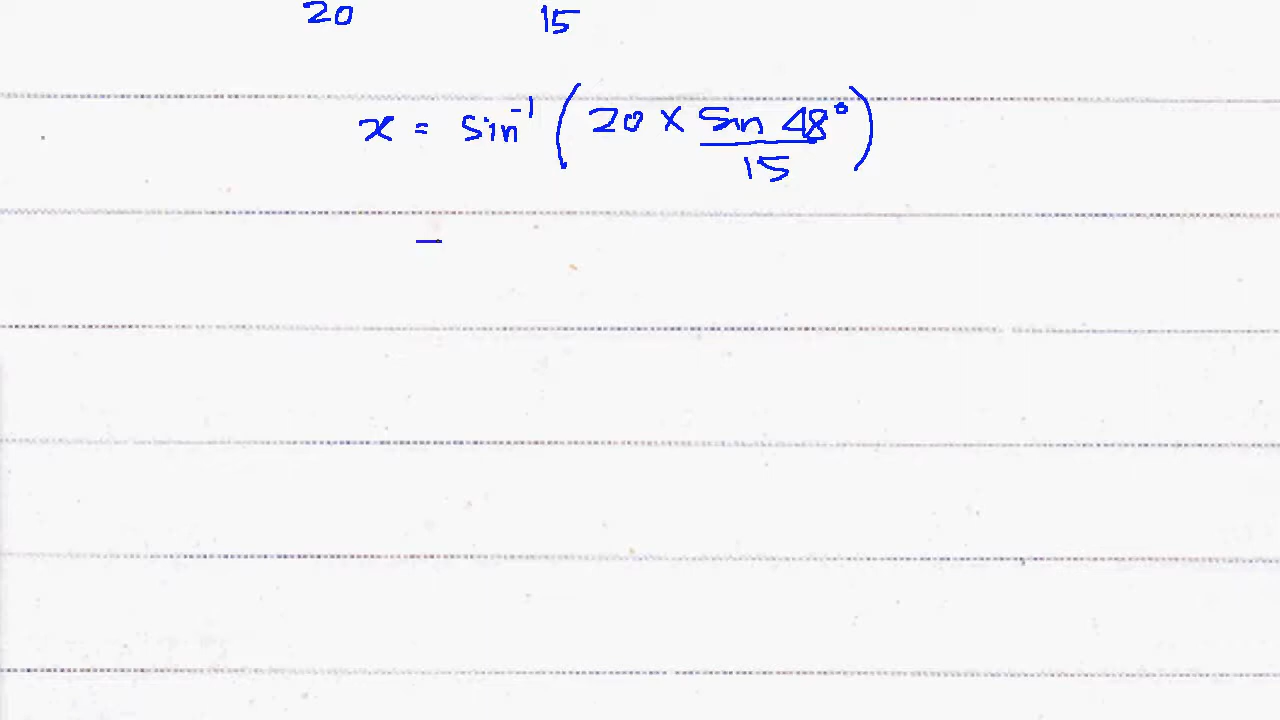 20 15
x = sin⁻¹ (20 × sin 48° / 15)
=